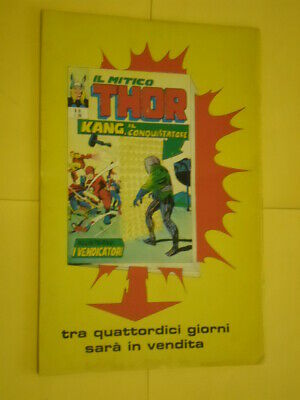 IL MITICO
THOR
KANG, IL CONQUISTATORE
I VENDICATORI
tra quattordici giorni
sarà in vendita